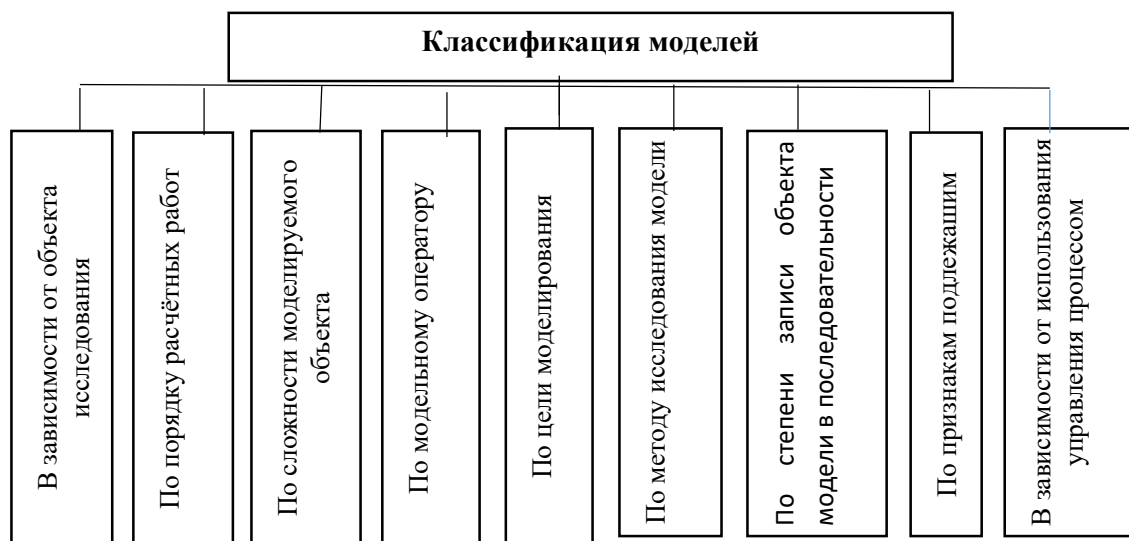 Классификация моделей
В зависимости от объекта
исследования
По порядку расчётных работ
По сложности моделируемого
объекта
По модельному оператору
По цели моделирования
По методу исследования модели
По степени записи объекта
модели в последовательности
По признакам подлежашим
В зависимости от использования
управления процессом